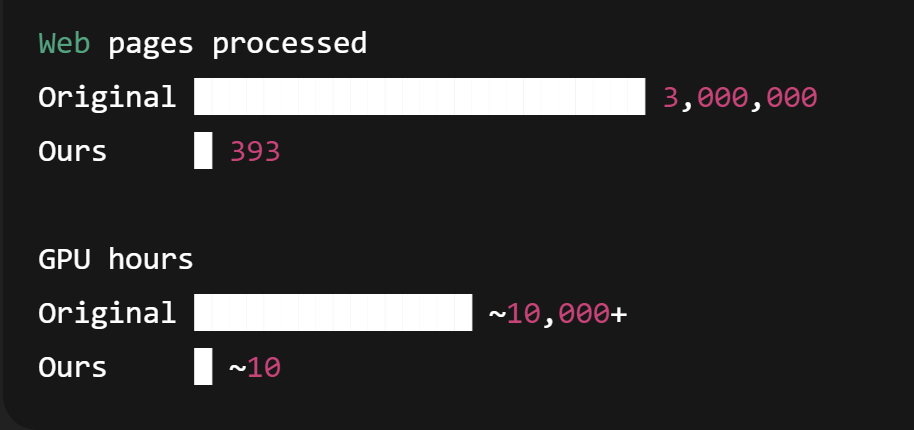 Web pages processed
Original 3,000,000
Ours 393
GPU hours
Original ~10,000+
Ours ~10